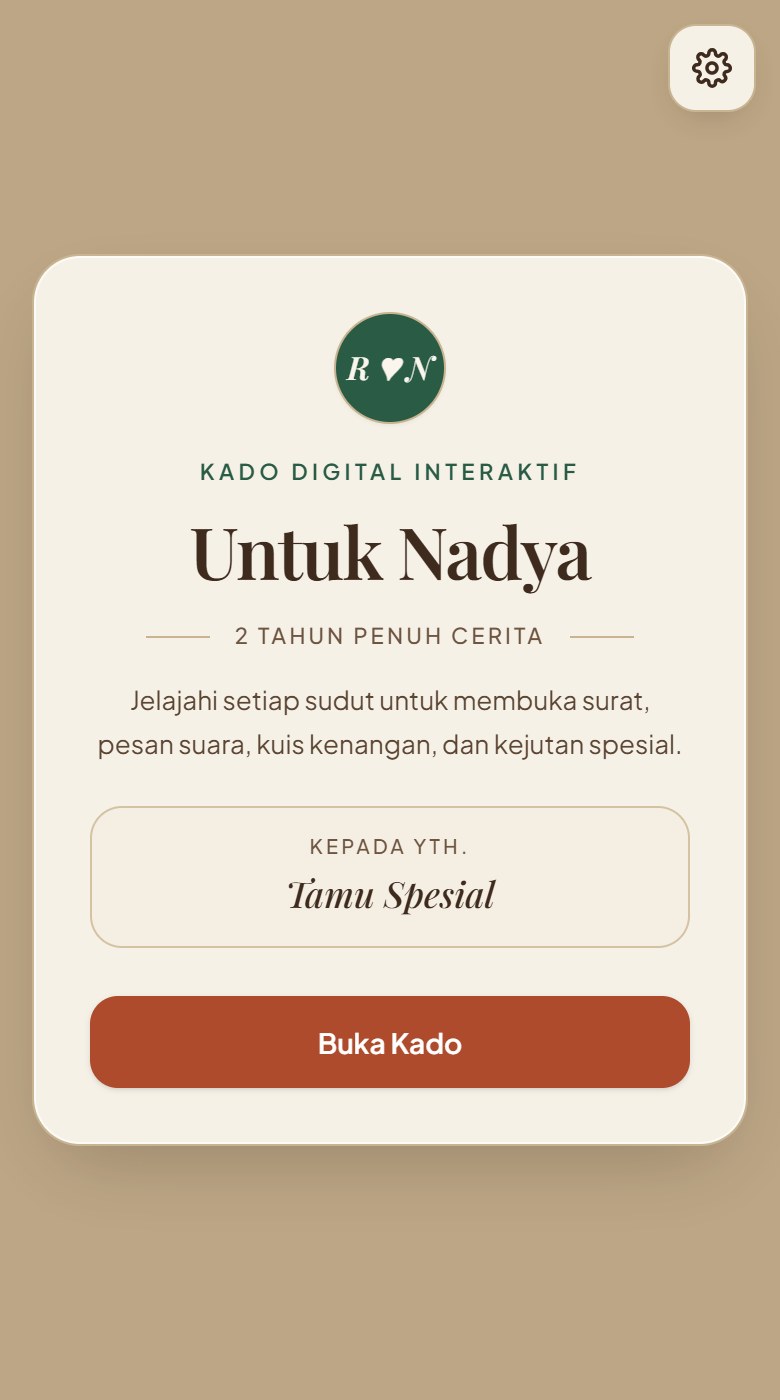 R ♥ N
KADO DIGITAL INTERAKTIF
Untuk Nadya
2 TAHUN PENUH CERITA
Jelajahi setiap sudut untuk membuka surat,
pesan suara, kuis kenangan, dan kejutan spesial.
KEPADA YTH.
Tamu Spesial
Buka Kado